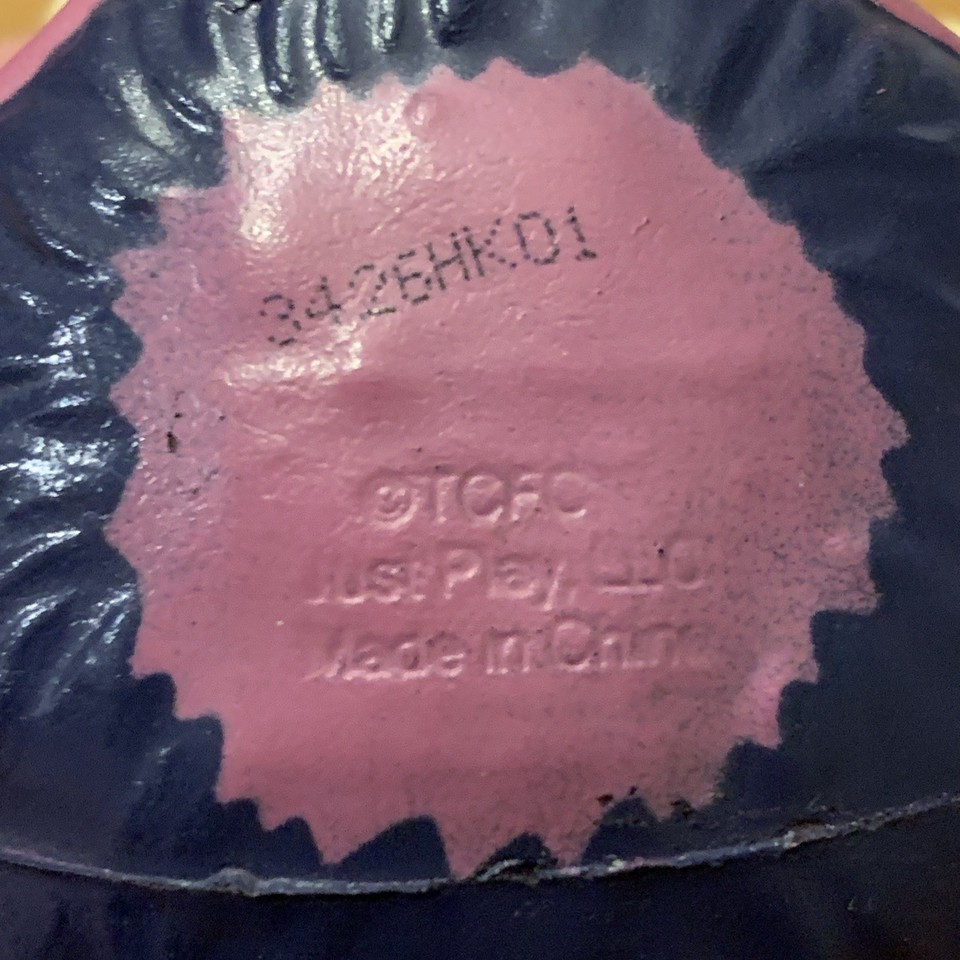 3426HK01
©TCFC
Just Play, LLC
Made in China